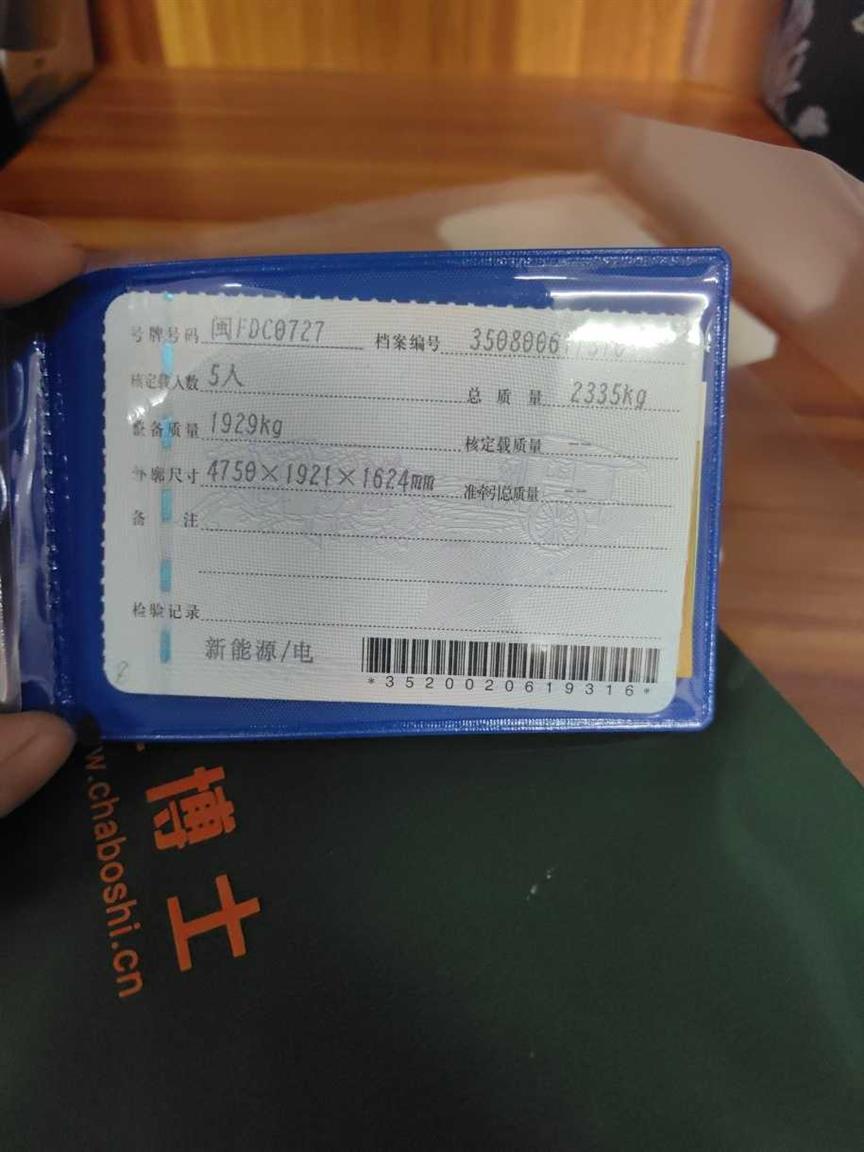 号牌号码 闽FDC0727 档案编号 3508006
核定载人数 5人 总质量 2335kg
整备质量 1929kg 核定载质量 --
外廓尺寸 4750×1921×1624mm 准牵引总质量 --
备注
检验记录
新能源/电
*3520020619316*
博士
w.chaboshi.cn